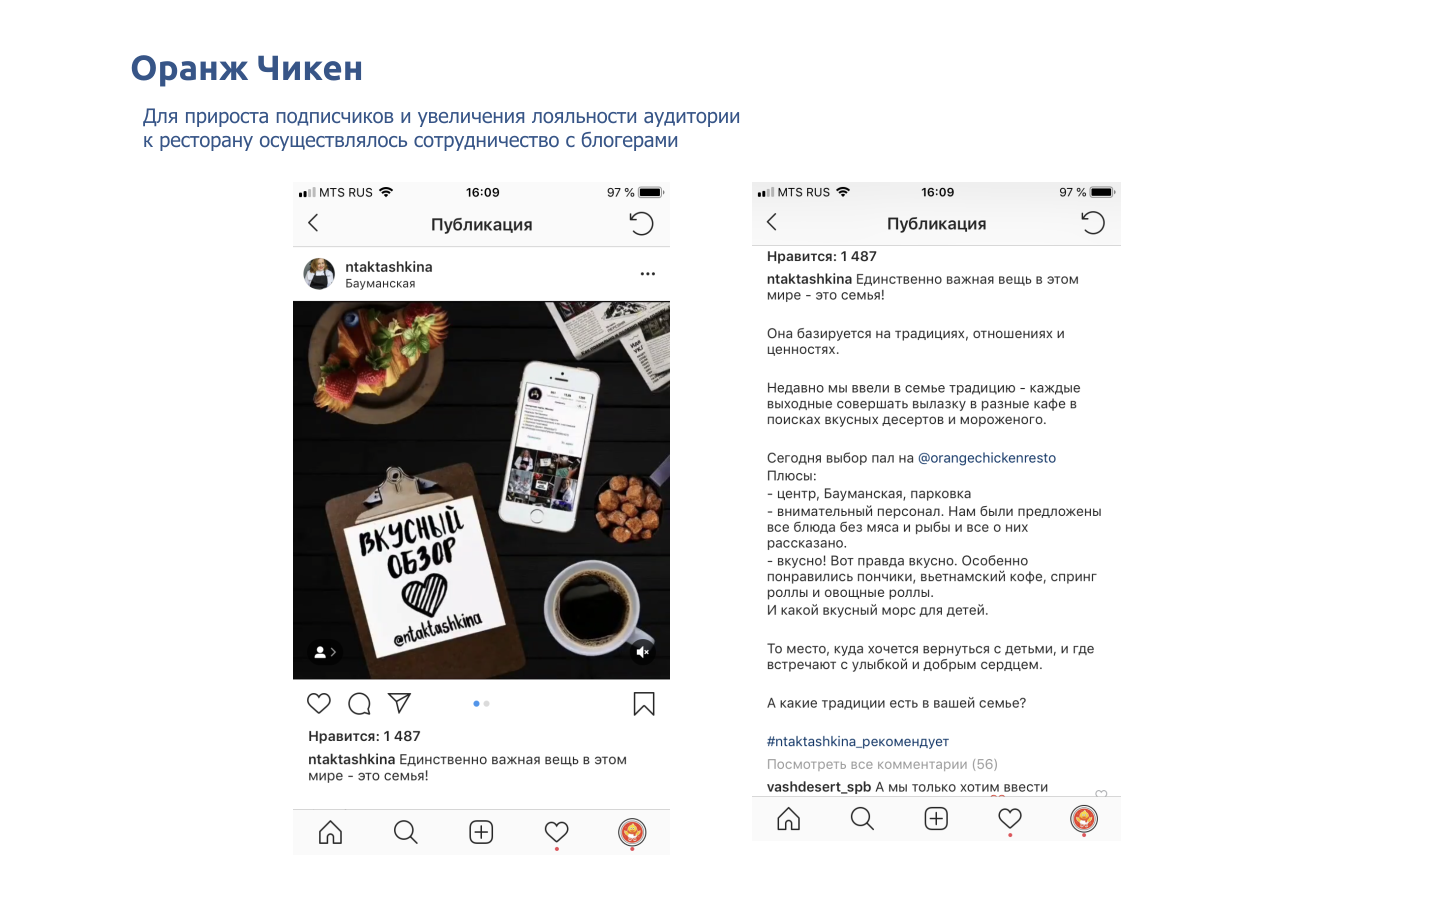 Оранж Чикен
Для прироста подписчиков и увеличения лояльности аудитории
к ресторану осуществлялось сотрудничество с блогерами
MTS RUS 16:09 97 %
Публикация
ntaktashkina
Бауманская
ВКУСНЫЙ
ОБЗОР
@ntaktashkina
Нравится: 1 487
ntaktashkina Единственно важная вещь в этом
мире - это семья!
MTS RUS 16:09 97 %
Публикация
Нравится: 1 487
ntaktashkina Единственно важная вещь в этом
мире - это семья!
Она базируется на традициях, отношениях и
ценностях.
Недавно мы ввели в семье традицию - каждые
выходные совершать вылазку в разные кафе в
поисках вкусных десертов и мороженого.
Сегодня выбор пал на @orangechickenresto
Плюсы:
- центр, Бауманская, парковка
- внимательный персонал. Нам были предложены
все блюда без мяса и рыбы и все о них
рассказано.
- вкусно! Вот правда вкусно. Особенно
понравились пончики, вьетнамский кофе, спринг
роллы и овощные роллы.
И какой вкусный морс для детей.
То место, куда хочется вернуться с детьми, и где
встречают с улыбкой и добрым сердцем.
А какие традиции есть в вашей семье?
#ntaktashkina_рекомендует
Посмотреть все комментарии (56)
vashdesert_spb А мы только хотим ввести